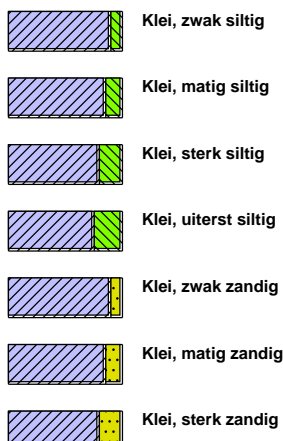 Klei, zwak siltig
Klei, matig siltig
Klei, sterk siltig
Klei, uiterst siltig
Klei, zwak zandig
Klei, matig zandig
Klei, sterk zandig